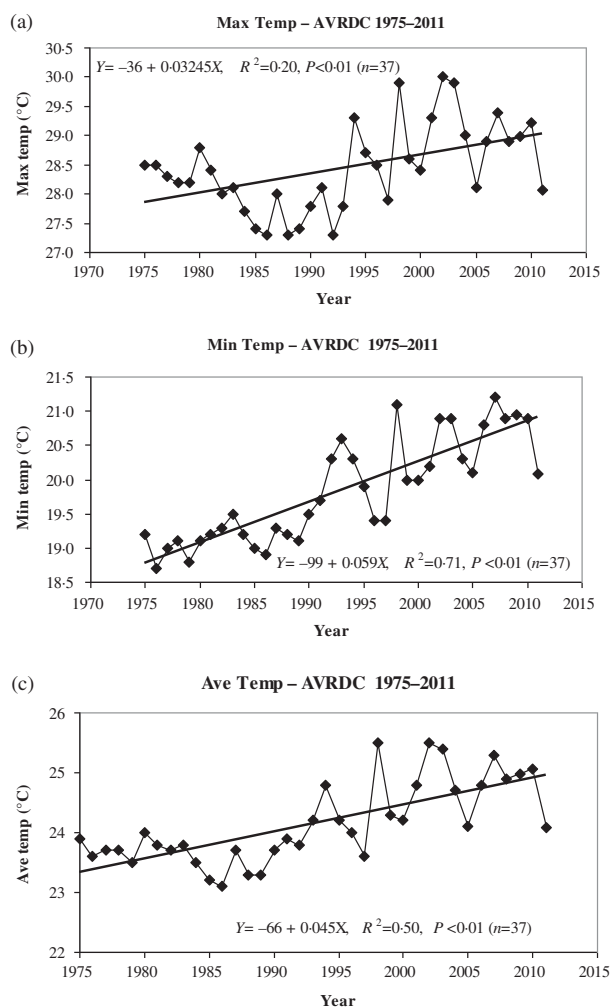 (a)
Max Temp – AVRDC 1975–2011
Y= –36 + 0·03245X, R²=0·20, P<0·01 (n=37)
Max temp (°C)
30·5
30·0
29·5
29·0
28·5
28·0
27·5
27·0
1970 1975 1980 1985 1990 1995 2000 2005 2010 2015
Year
(b)
Min Temp – AVRDC 1975–2011
Min temp (°C)
21·5
21·0
20·5
20·0
19·5
19·0
18·5
Y= –99 + 0·059X, R²=0·71, P <0·01 (n=37)
1970 1975 1980 1985 1990 1995 2000 2005 2010 2015
Year
(c)
Ave Temp – AVRDC 1975–2011
Ave temp (°C)
26
25
24
23
22
Y= –66 + 0·045X, R²=0·50, P <0·01 (n=37)
1975 1980 1985 1990 1995 2000 2005 2010 2015
Year